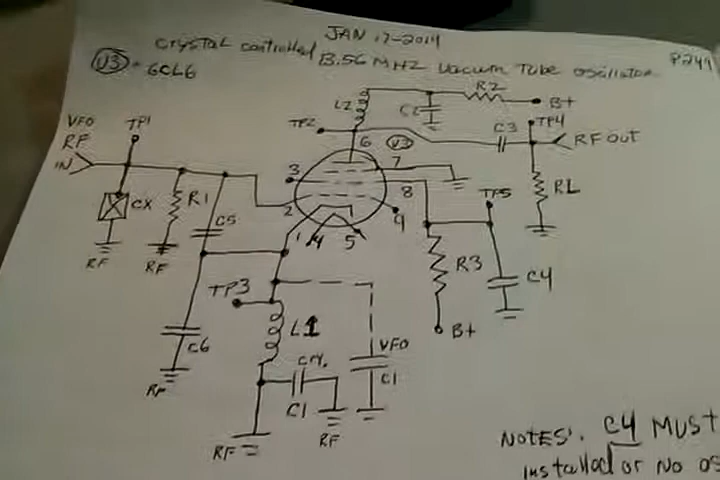 JAN 17-2014
Crystal controlled 13.56 MHZ Vacuum Tube oscillator
P249
V3 = 6CL6
L2
R2
B+
C2
TP2
TP4
VFO
RF
IN
TP1
6
V3
7
C3
RF OUT
3
8
RL
CX
R1
C5
2
9
TP5
1
4
5
RF
RF
R3
C4
TP3
L1
B+
C6
VFO
C1
C1
RF
RF
RF
NOTES: C4 MUST
Installed or No os